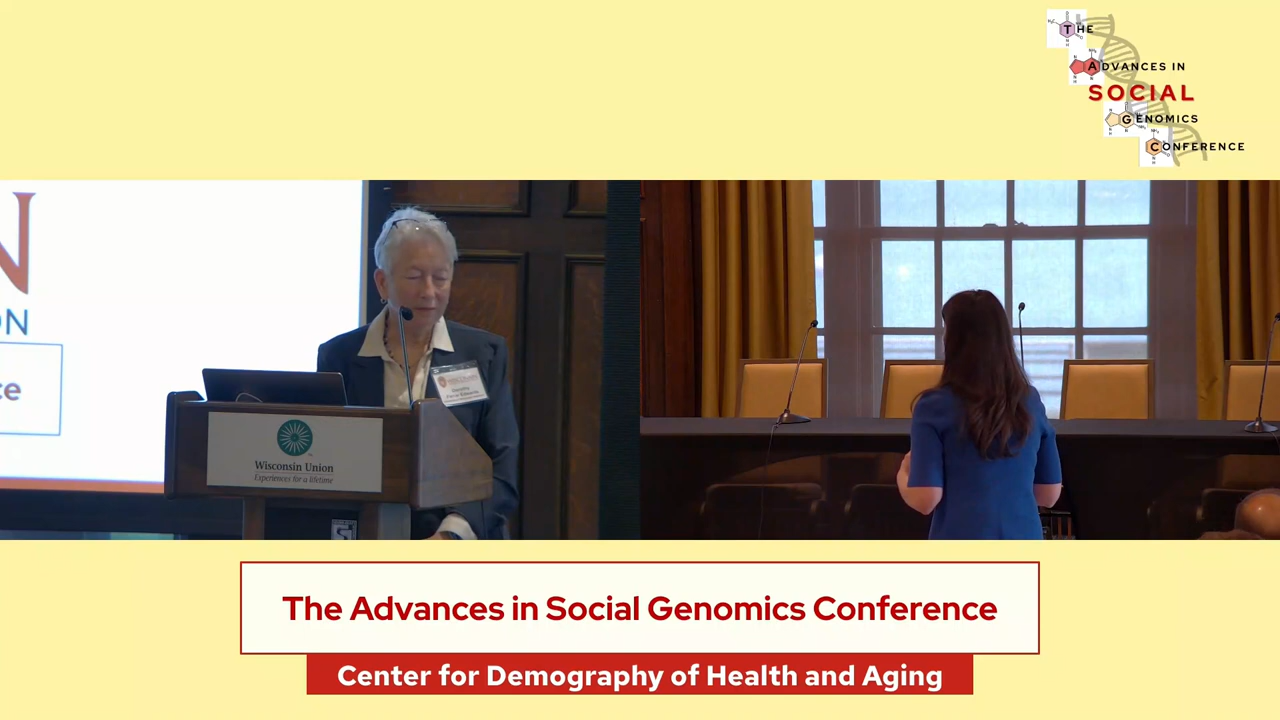 THE
ADVANCES IN
SOCIAL
GENOMICS
CONFERENCE
N
ON
ce
Wisconsin Union
Experiences for a lifetime
The Advances in Social Genomics Conference
Center for Demography of Health and Aging